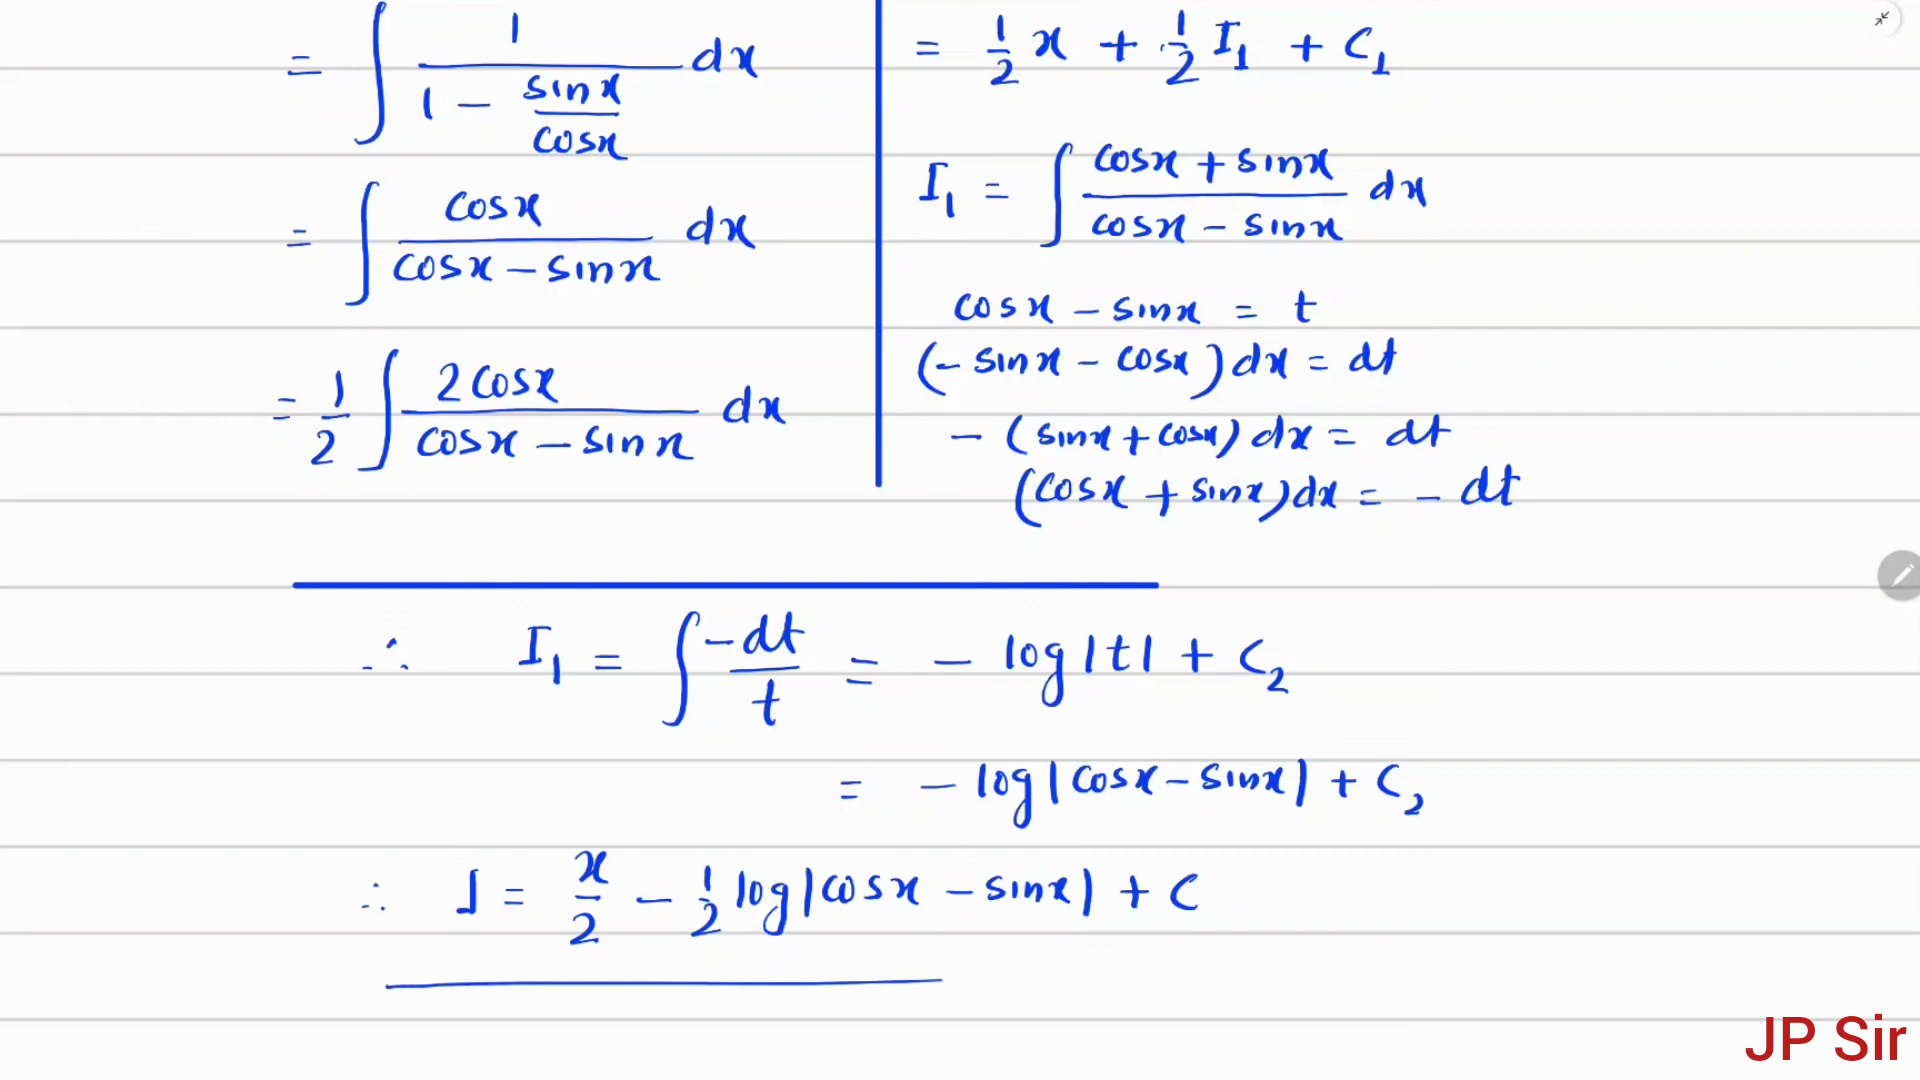 = ∫ 1/(1 - sinx/cosx) dx
= ∫ cosx/(cosx - sinx) dx
= 1/2 ∫ 2cosx/(cosx - sinx) dx
= 1/2 x + 1/2 I₁ + C₁
I₁ = ∫ (cosx + sinx)/(cosx - sinx) dx
cosx - sinx = t
(- sinx - cosx) dx = dt
- (sinx + cosx) dx = dt
(cosx + sinx) dx = - dt
∴ I₁ = ∫ -dt/t = - log|t| + C₂
= - log|cosx - sinx| + C₂
∴ I = x/2 - 1/2 log|cosx - sinx| + C
JP Sir